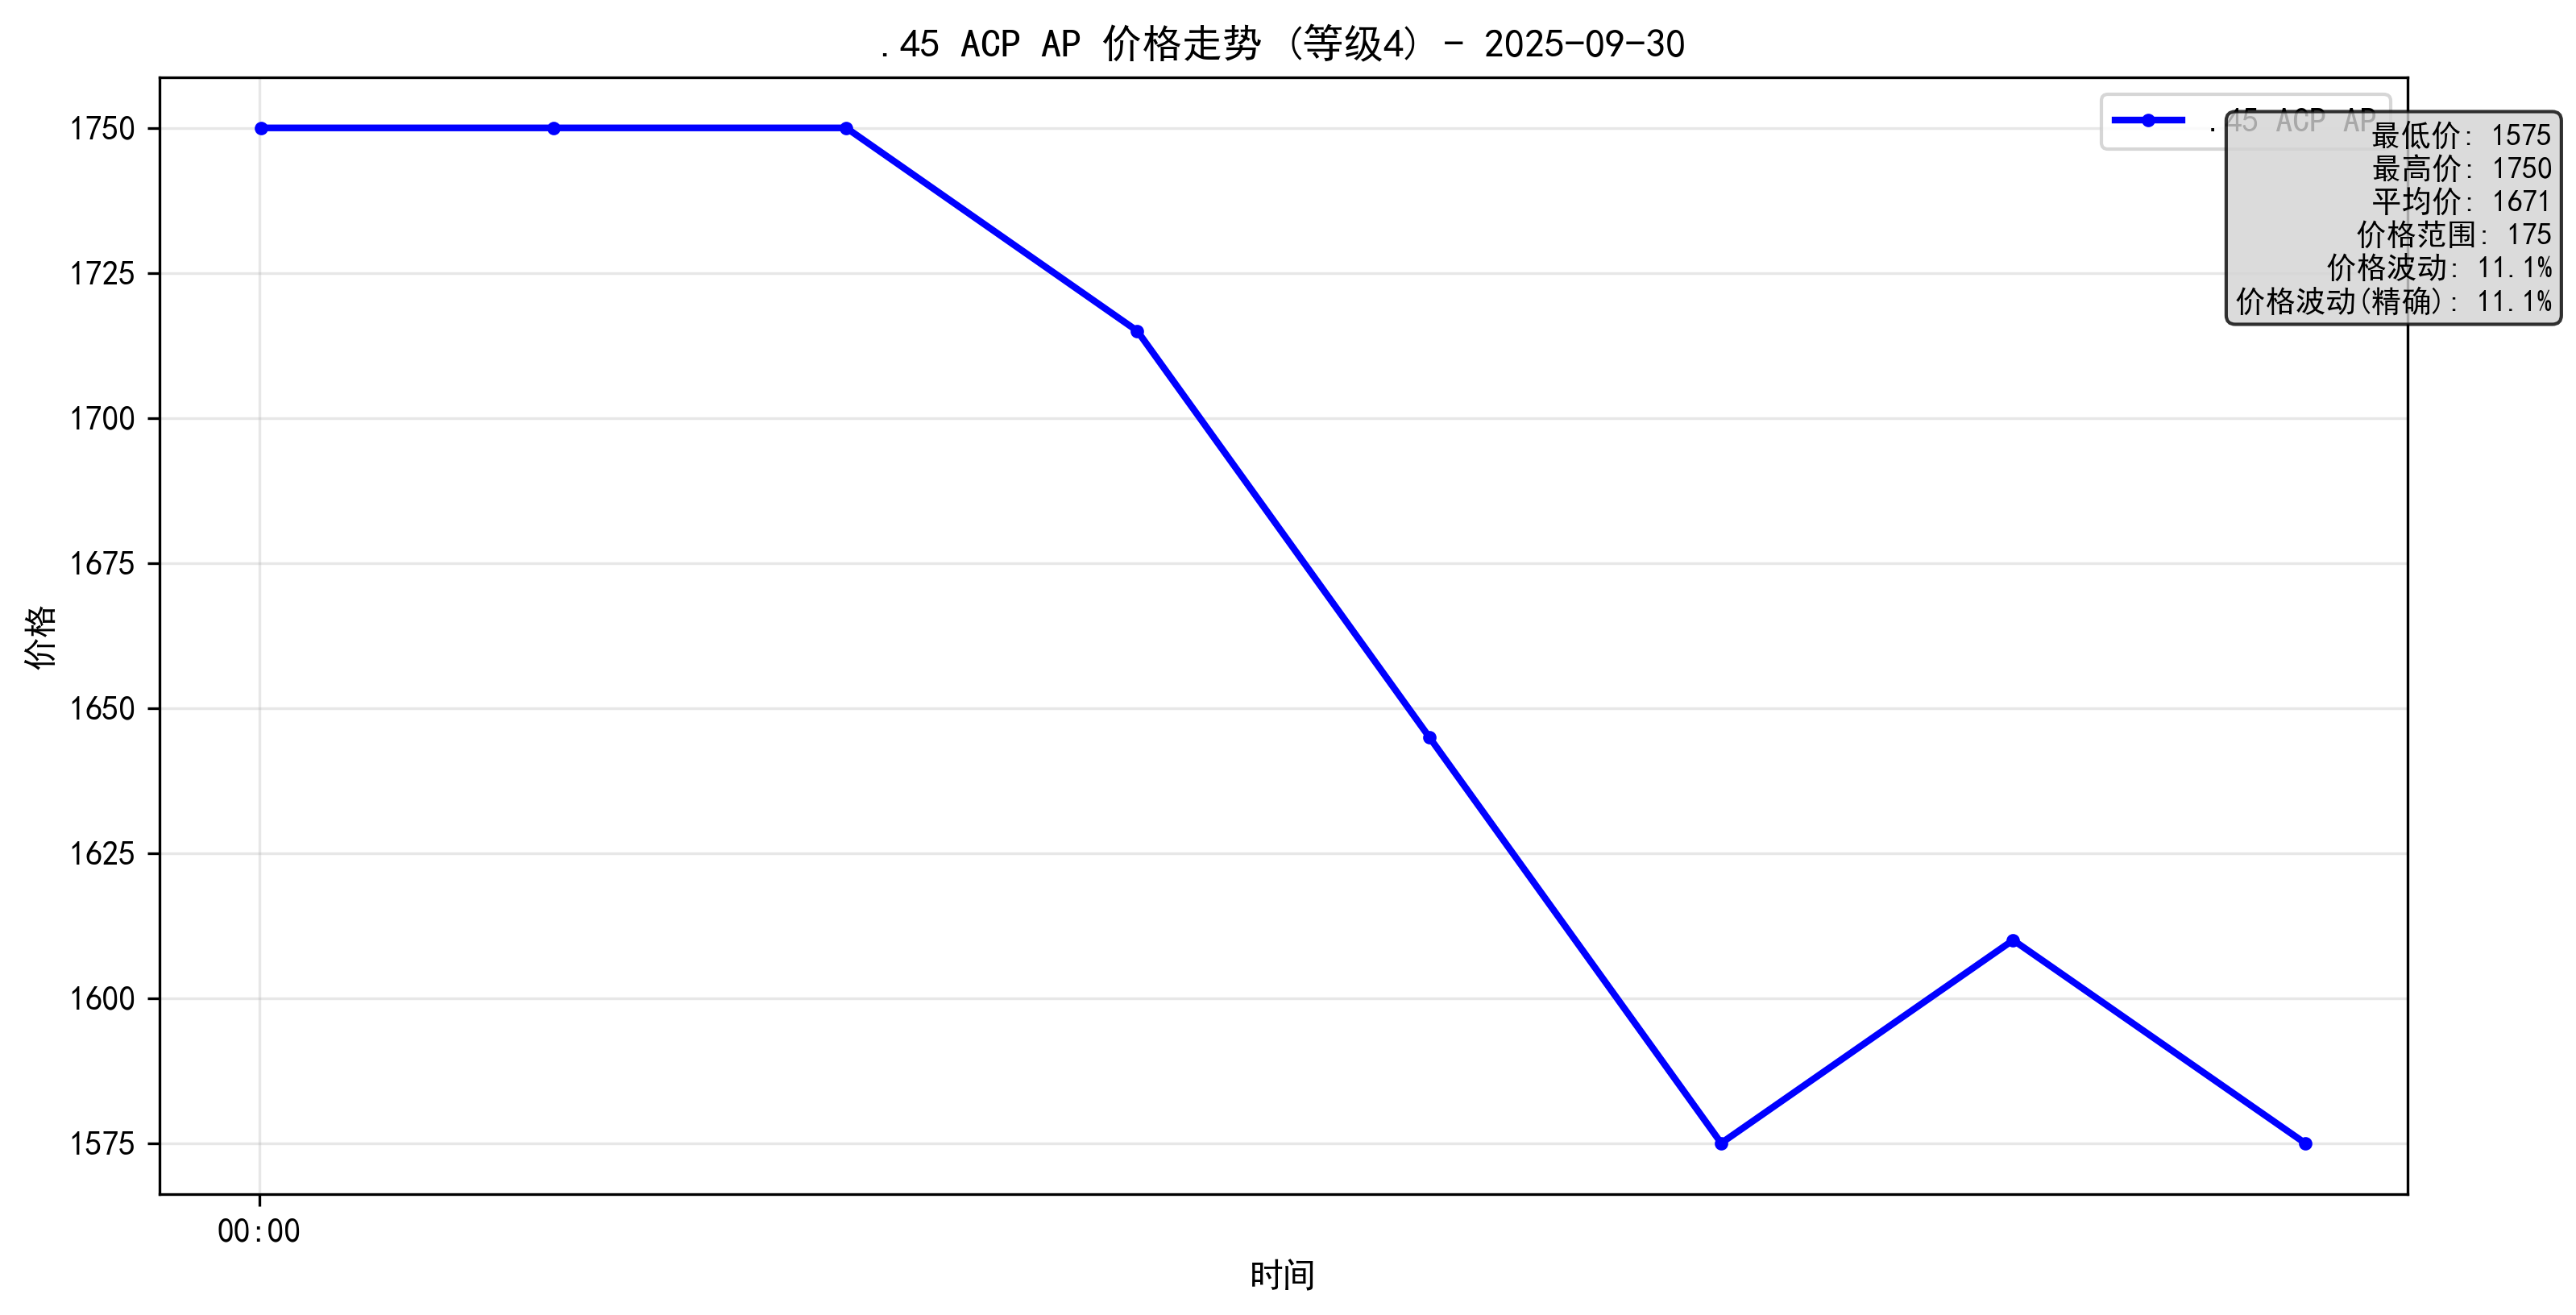 .45 ACP AP 价格走势 (等级4) - 2025-09-30
.45 ACP AP
最低价: 1575
最高价: 1750
平均价: 1671
价格范围: 175
价格波动: 11.1%
价格波动(精确): 11.1%
1750
1725
1700
1675
1650
1625
1600
1575
价格
00:00
时间